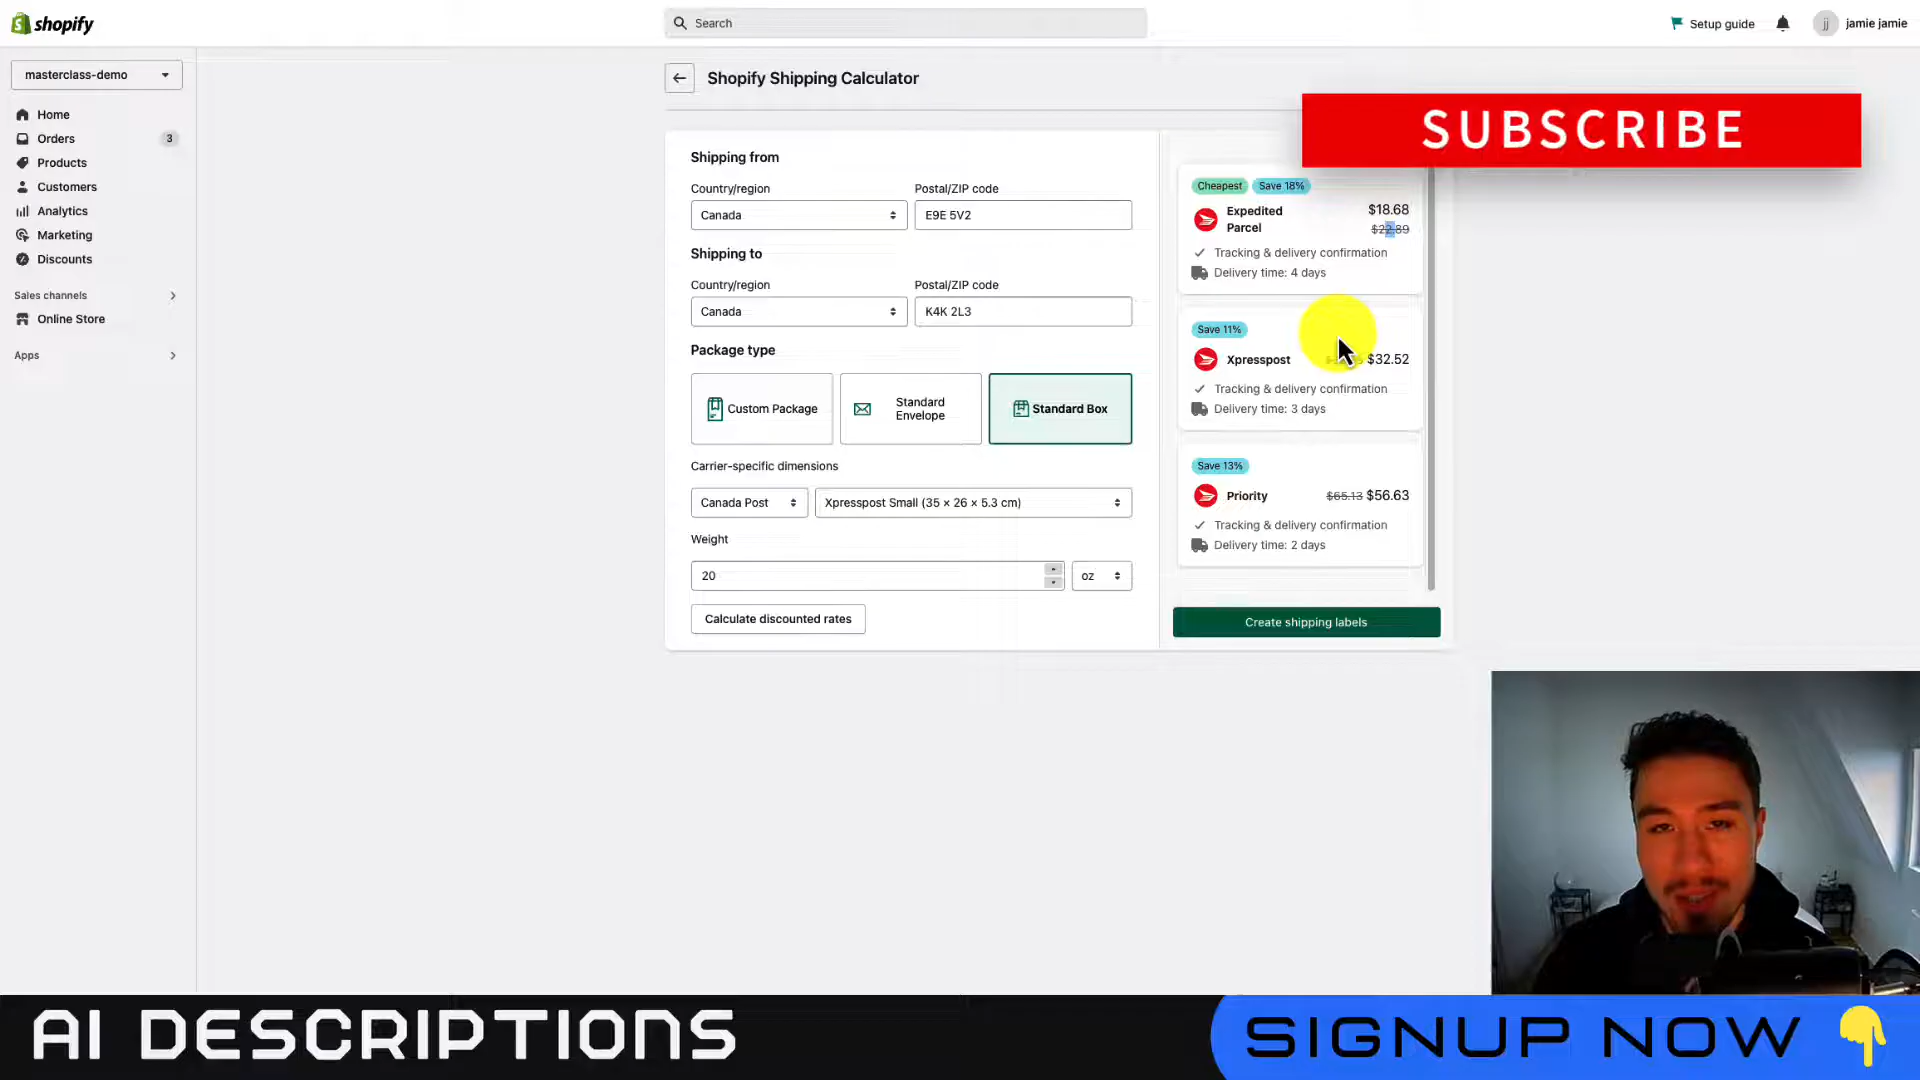 shopify
Search
Setup guide
jj
jamie jamie
masterclass-demo
Home
Orders
3
Products
Customers
Analytics
Marketing
Discounts
Sales channels
Online Store
Apps
Shopify Shipping Calculator
SUBSCRIBE
Shipping from
Country/region
Postal/ZIP code
Canada
E9E 5V2
Shipping to
Country/region
Postal/ZIP code
Canada
K4K 2L3
Package type
Custom Package
Standard
Envelope
Standard Box
Carrier-specific dimensions
Canada Post
Xpresspost Small (35 × 26 × 5.3 cm)
Weight
20
oz
Calculate discounted rates
Cheapest
Save 18%
Expedited
Parcel
$18.68
$22.89
Tracking & delivery confirmation
Delivery time: 4 days
Save 11%
Xpresspost
$32.52
Tracking & delivery confirmation
Delivery time: 3 days
Save 13%
Priority
$65.13 $56.63
Tracking & delivery confirmation
Delivery time: 2 days
Create shipping labels
AI DESCRIPTIONS
SIGNUP NOW